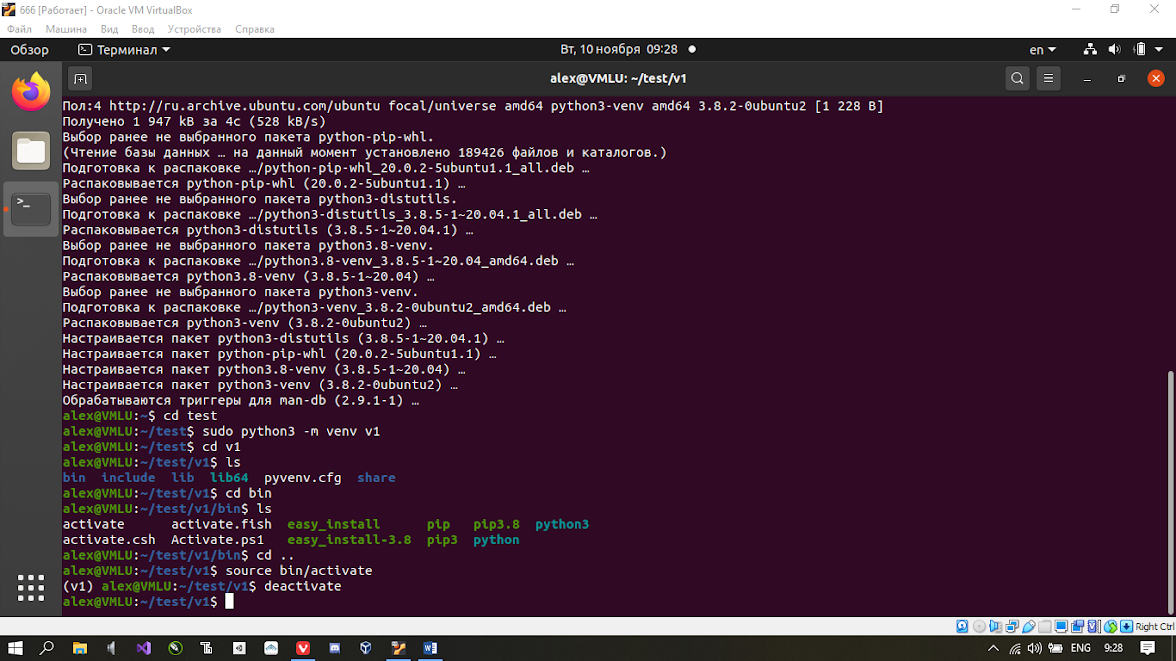 666 [Работает] - Oracle VM VirtualBox
Файл Машина Вид Ввод Устройства Справка
Обзор Терминал Вт, 10 ноября 09:28 en
alex@VMLU: ~/test/v1
Пол:4 http://ru.archive.ubuntu.com/ubuntu focal/universe amd64 python3-venv amd64 3.8.2-0ubuntu2 [1 228 B]
Получено 1 947 kB за 4с (528 kB/s)
Выбор ранее не выбранного пакета python-pip-whl.
(Чтение базы данных … на данный момент установлено 189426 файлов и каталогов.)
Подготовка к распаковке …/python-pip-whl_20.0.2-5ubuntu1.1_all.deb …
Распаковывается python-pip-whl (20.0.2-5ubuntu1.1) …
Выбор ранее не выбранного пакета python3-distutils.
Подготовка к распаковке …/python3-distutils_3.8.5-1~20.04.1_all.deb …
Распаковывается python3-distutils (3.8.5-1~20.04.1) …
Выбор ранее не выбранного пакета python3.8-venv.
Подготовка к распаковке …/python3.8-venv_3.8.5-1~20.04_amd64.deb …
Распаковывается python3.8-venv (3.8.5-1~20.04) …
Выбор ранее не выбранного пакета python3-venv.
Подготовка к распаковке …/python3-venv_3.8.2-0ubuntu2_amd64.deb …
Распаковывается python3-venv (3.8.2-0ubuntu2) …
Настраивается пакет python3-distutils (3.8.5-1~20.04.1) …
Настраивается пакет python-pip-whl (20.0.2-5ubuntu1.1) …
Настраивается пакет python3.8-venv (3.8.5-1~20.04) …
Настраивается пакет python3-venv (3.8.2-0ubuntu2) …
Обрабатываются триггеры для man-db (2.9.1-1) …
alex@VMLU:~$ cd test
alex@VMLU:~/test$ sudo python3 -m venv v1
alex@VMLU:~/test$ cd v1
alex@VMLU:~/test/v1$ ls
bin include lib lib64 pyvenv.cfg share
alex@VMLU:~/test/v1$ cd bin
alex@VMLU:~/test/v1/bin$ ls
activate activate.fish easy_install pip pip3.8 python3
activate.csh Activate.ps1 easy_install-3.8 pip3 python
alex@VMLU:~/test/v1/bin$ cd ..
alex@VMLU:~/test/v1$ source bin/activate
(v1) alex@VMLU:~/test/v1$ deactivate
alex@VMLU:~/test/v1$
Right Ctrl
ENG 9:28